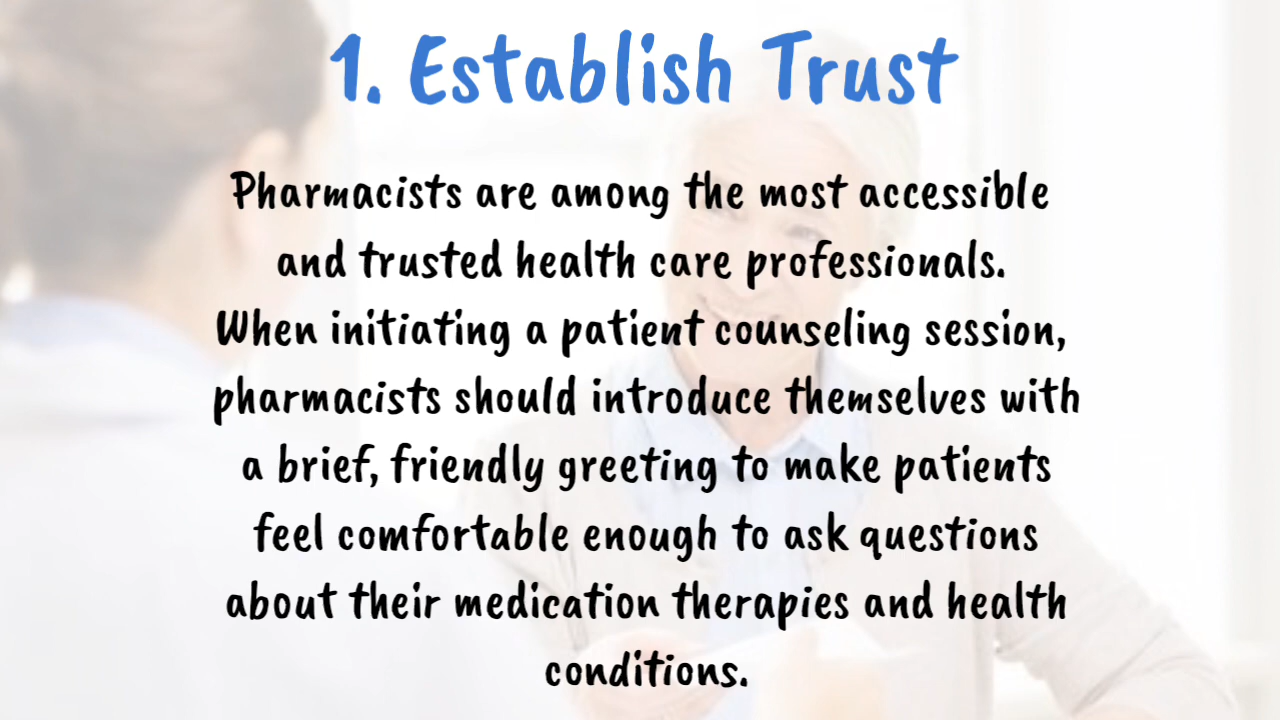 1. Establish Trust
Pharmacists are among the most accessible
and trusted health care professionals.
When initiating a patient counseling session,
pharmacists should introduce themselves with
a brief, friendly greeting to make patients
feel comfortable enough to ask questions
about their medication therapies and health
conditions.